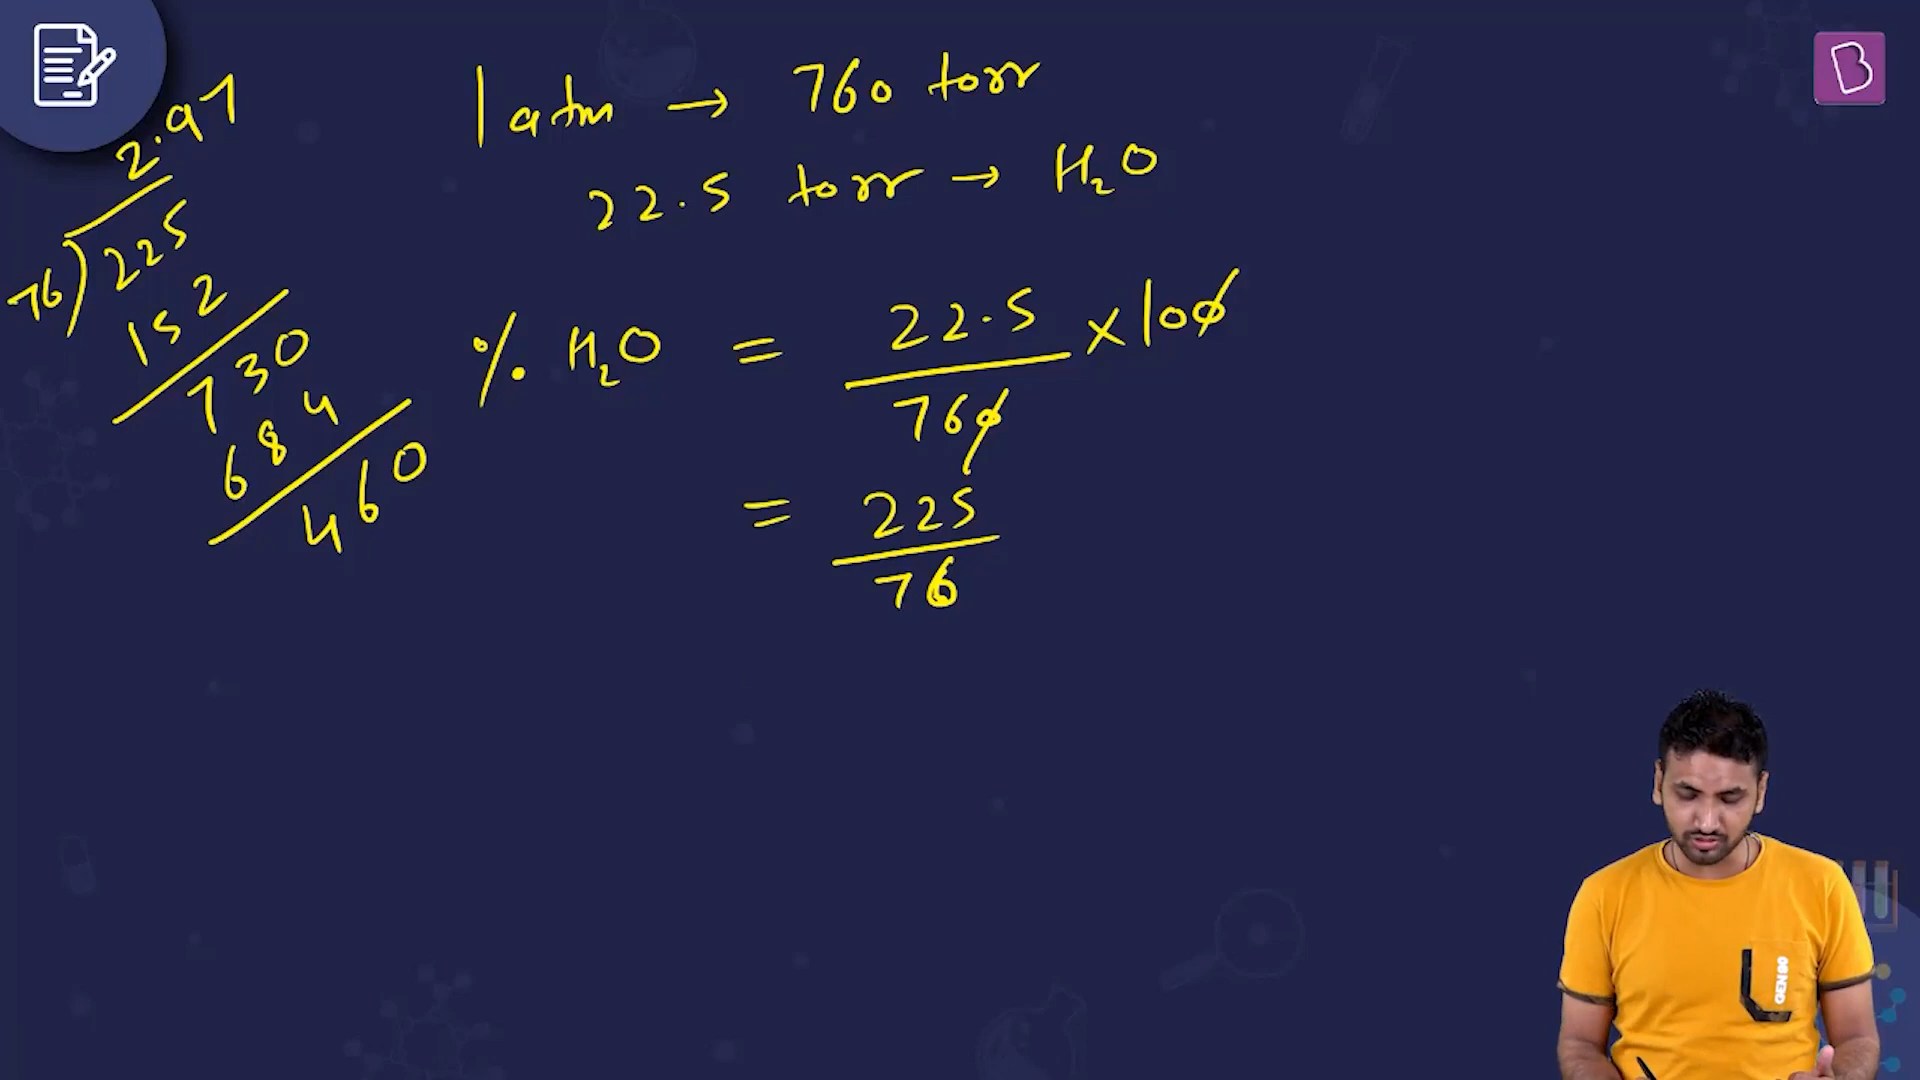 1 atm → 760 torr
22.5 torr → H₂O
% H₂O = 22.5/760 × 100
= 225/76
2.97
76)225
152
730
684
460
B
GEN80